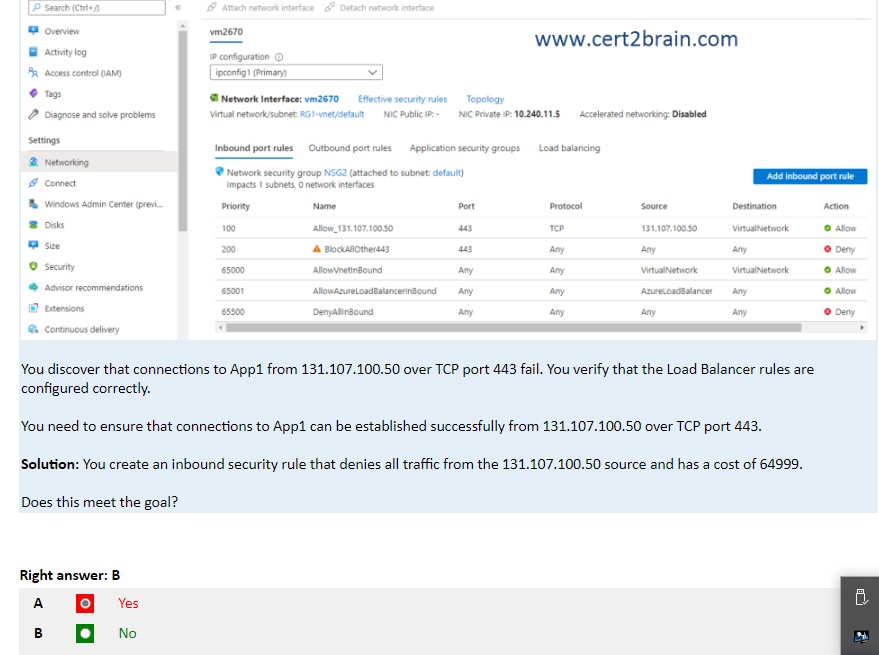 Search (Ctrl+/)
«
Attach network interface
Detach network interface
Overview
Activity log
Access control (IAM)
Tags
Diagnose and solve problems
Settings
Networking
Connect
Windows Admin Center (previ...
Disks
Size
Security
Advisor recommendations
Extensions
Continuous delivery
vm2670
www.cert2brain.com
IP configuration
ipconfig1 (Primary)
Network Interface: vm2670 Effective security rules Topology
Virtual network/subnet: RG1-vnet/default NIC Public IP: - NIC Private IP: 10.240.11.5 Accelerated networking: Disabled
Inbound port rules Outbound port rules Application security groups Load balancing
Network security group NSG2 (attached to subnet: default)
Impacts 1 subnets, 0 network interfaces
Add inbound port rule
Priority Name Port Protocol Source Destination Action
100 Allow_131.107.100.50 443 TCP 131.107.100.50 VirtualNetwork Allow
200 BlockAllOther443 443 Any Any Any Deny
65000 AllowVnetInBound Any Any VirtualNetwork VirtualNetwork Allow
65001 AllowAzureLoadBalancerInBound Any Any AzureLoadBalancer Any Allow
65500 DenyAllInBound Any Any Any Any Deny
You discover that connections to App1 from 131.107.100.50 over TCP port 443 fail. You verify that the Load Balancer rules are
configured correctly.
You need to ensure that connections to App1 can be established successfully from 131.107.100.50 over TCP port 443.
Solution: You create an inbound security rule that denies all traffic from the 131.107.100.50 source and has a cost of 64999.
Does this meet the goal?
Right answer: B
A Yes
B No